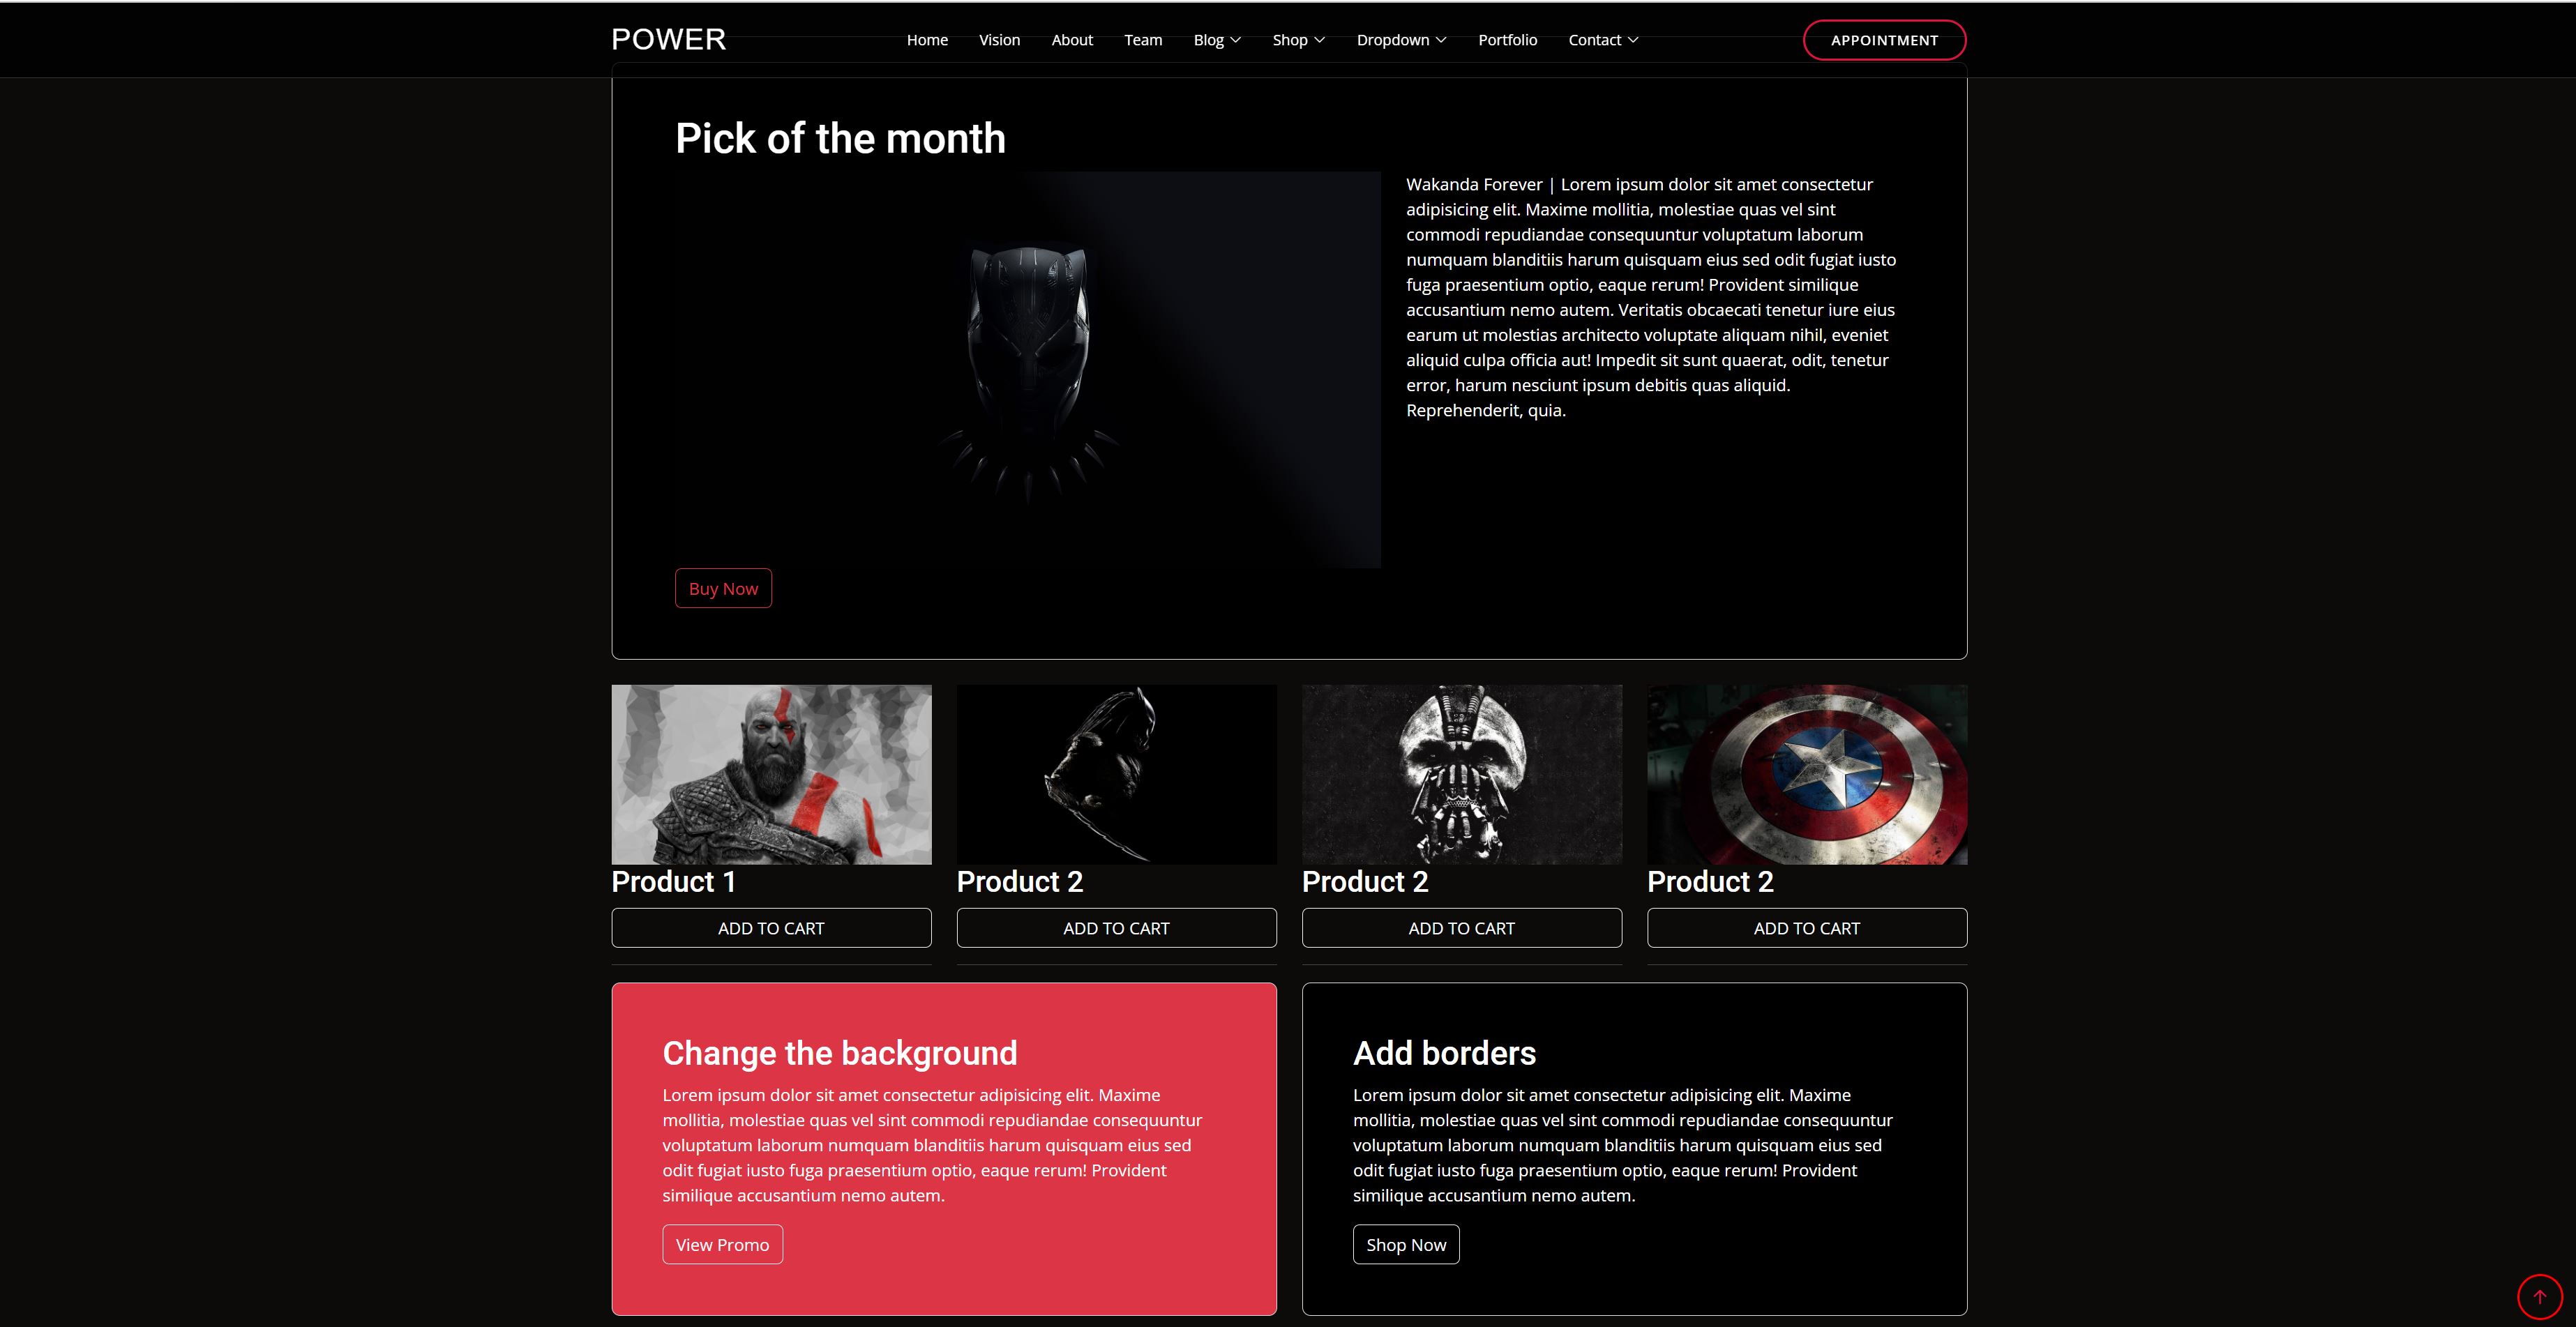 POWER
Home Vision About Team Blog Shop Dropdown Portfolio Contact
APPOINTMENT
Pick of the month
Wakanda Forever | Lorem ipsum dolor sit amet consectetur
adipisicing elit. Maxime mollitia, molestiae quas vel sint
commodi repudiandae consequuntur voluptatum laborum
numquam blanditiis harum quisquam eius sed odit fugiat iusto
fuga praesentium optio, eaque rerum! Provident similique
accusantium nemo autem. Veritatis obcaecati tenetur iure eius
earum ut molestias architecto voluptate aliquam nihil, eveniet
aliquid culpa officia aut! Impedit sit sunt quaerat, odit, tenetur
error, harum nesciunt ipsum debitis quas aliquid.
Reprehenderit, quia.
Buy Now
Product 1
ADD TO CART
Product 2
ADD TO CART
Product 2
ADD TO CART
Product 2
ADD TO CART
Change the background
Lorem ipsum dolor sit amet consectetur adipisicing elit. Maxime
mollitia, molestiae quas vel sint commodi repudiandae consequuntur
voluptatum laborum numquam blanditiis harum quisquam eius sed
odit fugiat iusto fuga praesentium optio, eaque rerum! Provident
similique accusantium nemo autem.
View Promo
Add borders
Lorem ipsum dolor sit amet consectetur adipisicing elit. Maxime
mollitia, molestiae quas vel sint commodi repudiandae consequuntur
voluptatum laborum numquam blanditiis harum quisquam eius sed
odit fugiat iusto fuga praesentium optio, eaque rerum! Provident
similique accusantium nemo autem.
Shop Now